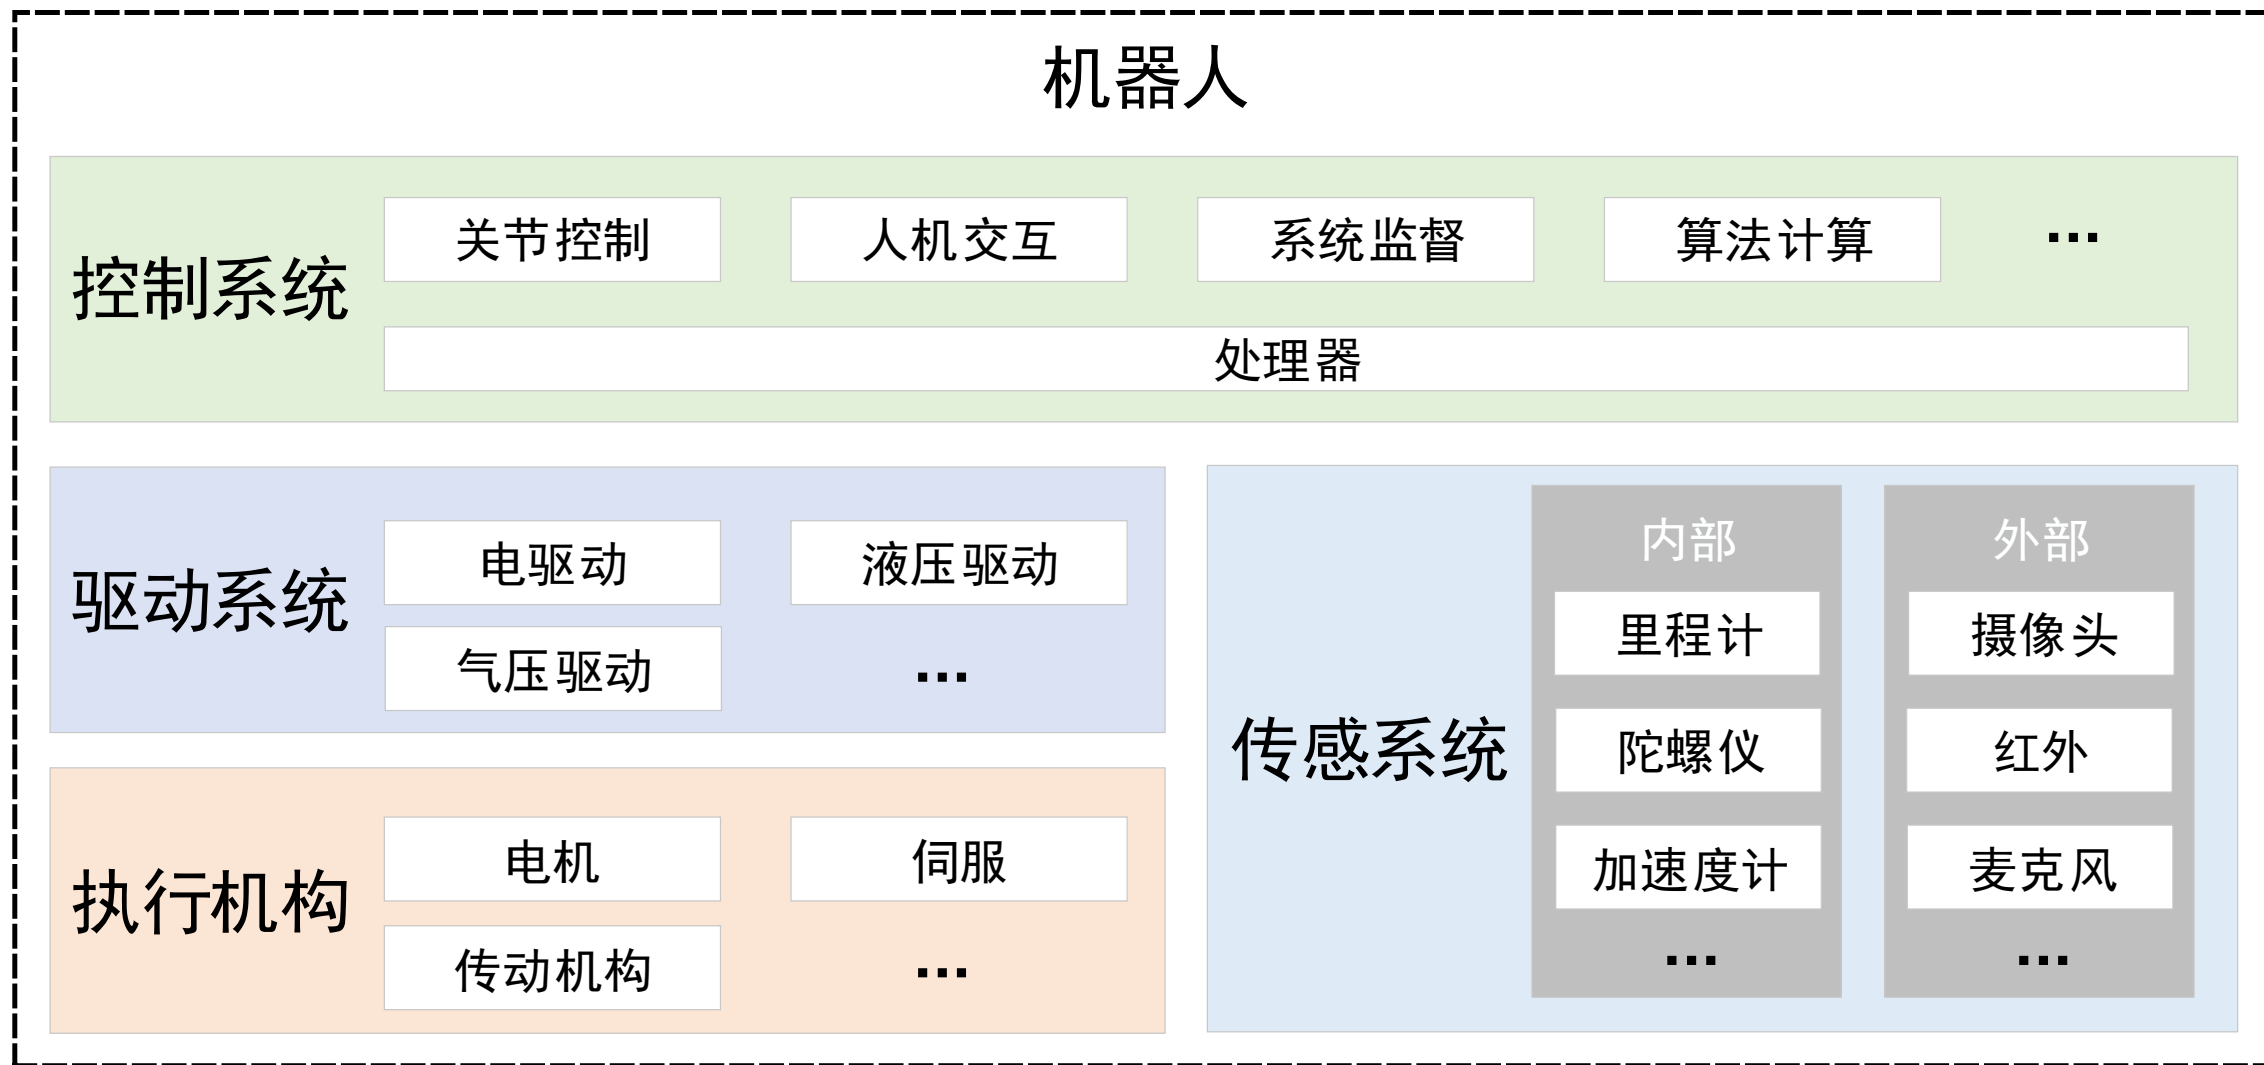 机器人
控制系统
关节控制
人机交互
系统监督
算法计算
...
处理器
驱动系统
电驱动
液压驱动
气压驱动
...
执行机构
电机
伺服
传动机构
...
传感系统
内部
里程计
陀螺仪
加速度计
...
外部
摄像头
红外
麦克风
...